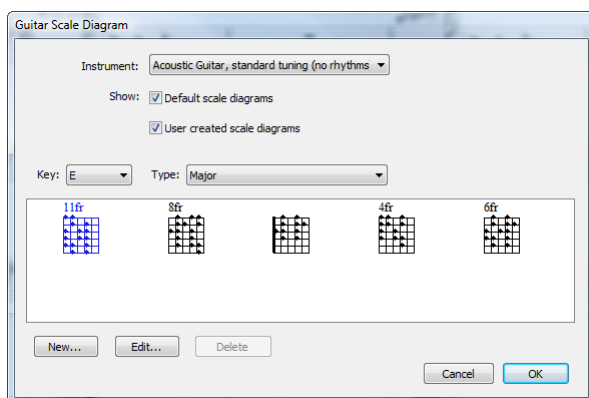 Guitar Scale Diagram
Instrument: Acoustic Guitar, standard tuning (no rhythms
Show: Default scale diagrams
User created scale diagrams
Key: E Type: Major
11fr 8fr 4fr 6fr
New... Edit... Delete
Cancel OK